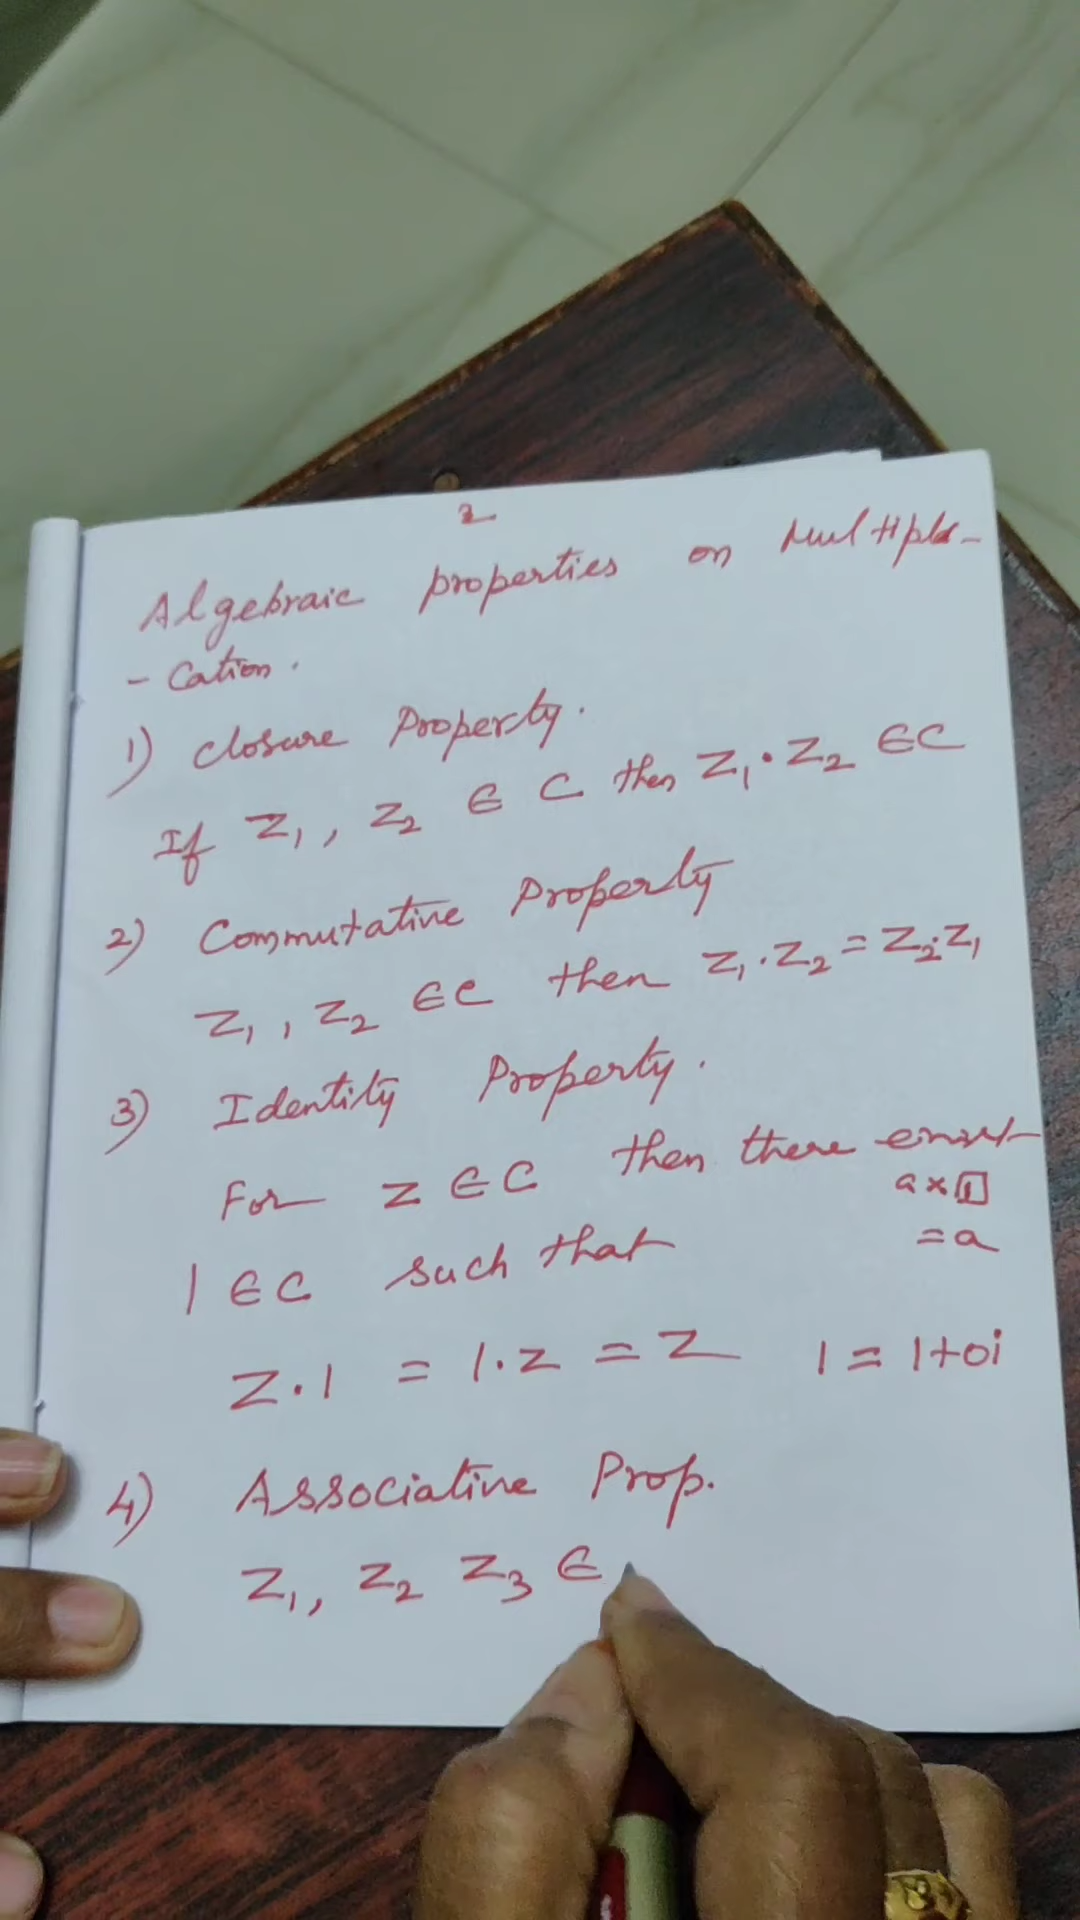 2
Algebraic properties on Multipla-
- Cation.
1) Closure Property.
If Z1, Z2 ∈ C then Z1 . Z2 ∈ C
2) Commutative Property
Z1, Z2 ∈ C then Z1 . Z2 = Z2 . Z1
3) Identity Property.
For Z ∈ C then there exist
a × 1
1 ∈ C such that = a
Z . 1 = 1 . Z = Z 1 = 1+0i
4) Associative Prop.
Z1, Z2 Z3 ∈